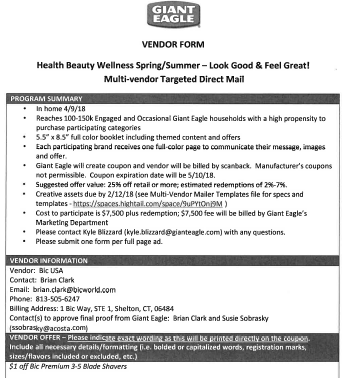 GIANT
EAGLE
VENDOR FORM
Health Beauty Wellness Spring/Summer – Look Good & Feel Great!
Multi-vendor Targeted Direct Mail
PROGRAM SUMMARY
• In home 4/9/18
• Reaches 100-150k Engaged and Occasional Giant Eagle households with a high propensity to
purchase participating categories
• 5.5" x 8.5" full color booklet including themed content and offers
• Each participating brand receives one full-color page to communicate their message, images
and offer.
• Giant Eagle will create coupon and vendor will be billed by scanback. Manufacturer's coupons
not permissible. Coupon expiration date will be 5/10/18.
• Suggested offer value: 25% off retail or more; estimated redemptions of 2%-7%.
• Creative assets due by 2/12/18 (see Multi-Vendor Mailer Templates file for specs and
templates - https://spaces.hightail.com/space/9uPYtOnj9M )
• Cost to participate is $7,500 plus redemption; $7,500 fee will be billed by Giant Eagle's
Marketing Department
• Please contact Kyle Blizzard (kyle.blizzard@gianteagle.com) with any questions.
• Please submit one form per full page ad.
VENDOR INFORMATION
Vendor: Bic USA
Contact: Brian Clark
Email: brian.clark@bicworld.com
Phone: 813-505-6247
Billing Address: 1 Bic Way, STE 1, Shelton, CT, 06484
Contact(s) to approve final proof from Giant Eagle: Brian Clark and Susie Sobrasky
(ssobrasky@acosta.com)
VENDOR OFFER – Please indicate exact wording as this will be printed directly on the coupon.
Include all necessary details/formatting (i.e. bolded or capitalized words, registration marks,
sizes/flavors included or excluded, etc.)
$1 off Bic Premium 3-5 Blade Shavers